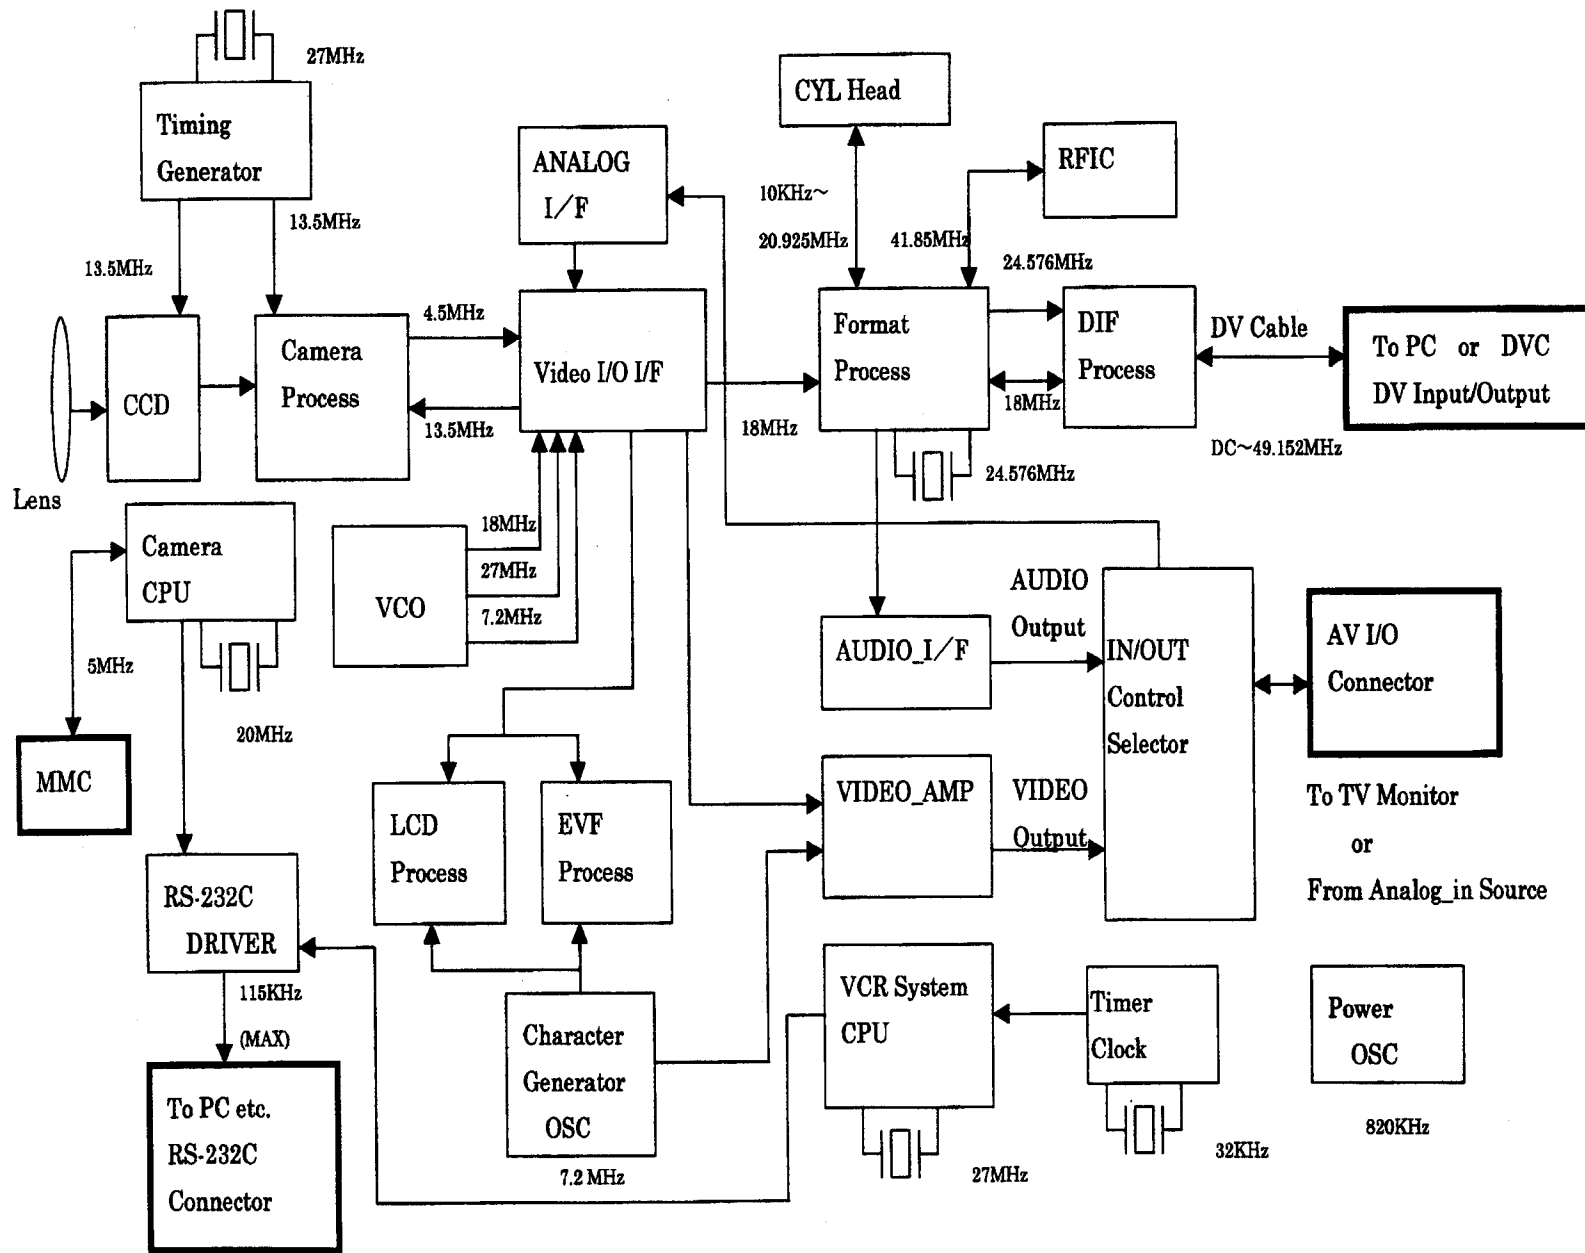 27MHz
Timing
Generator
13.5MHz
13.5MHz
CYL Head
ANALOG
I/F
RFIC
10KHz~
20.925MHz
41.85MHz
24.576MHz
Lens
CCD
Camera
Process
4.5MHz
13.5MHz
Video I/O I/F
18MHz
Format
Process
18MHz
DIF
Process
24.576MHz
DV Cable
DC~49.152MHz
To PC or DVC
DV Input/Output
Camera
CPU
5MHz
20MHz
MMC
VCO
18MHz
27MHz
7.2MHz
AUDIO_I/F
AUDIO
Output
IN/OUT
Control
Selector
AV I/O
Connector
To TV Monitor
or
From Analog_in Source
VIDEO_AMP
VIDEO
Output
LCD
Process
EVF
Process
RS-232C
DRIVER
115KHz
(MAX)
To PC etc.
RS-232C
Connector
Character
Generator
OSC
7.2 MHz
VCR System
CPU
27MHz
Timer
Clock
32KHz
Power
OSC
820KHz